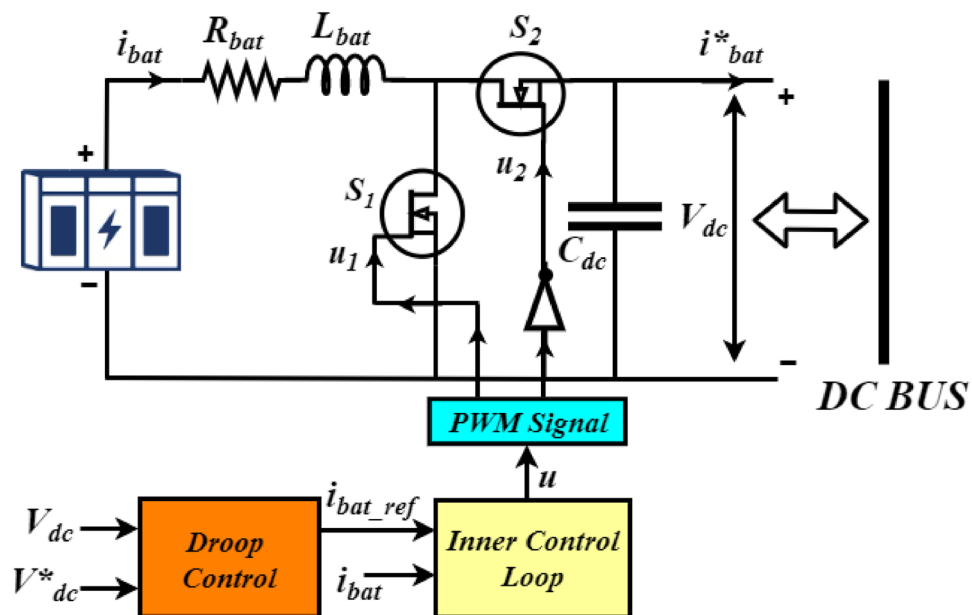 i_bat
R_bat
L_bat
S_2
i*_bat
+
+
S_1
u_2
u_1
C_dc
V_dc
−
−
DC BUS
PWM Signal
u
V_dc
V*_dc
Droop
Control
i_bat_ref
i_bat
Inner Control
Loop